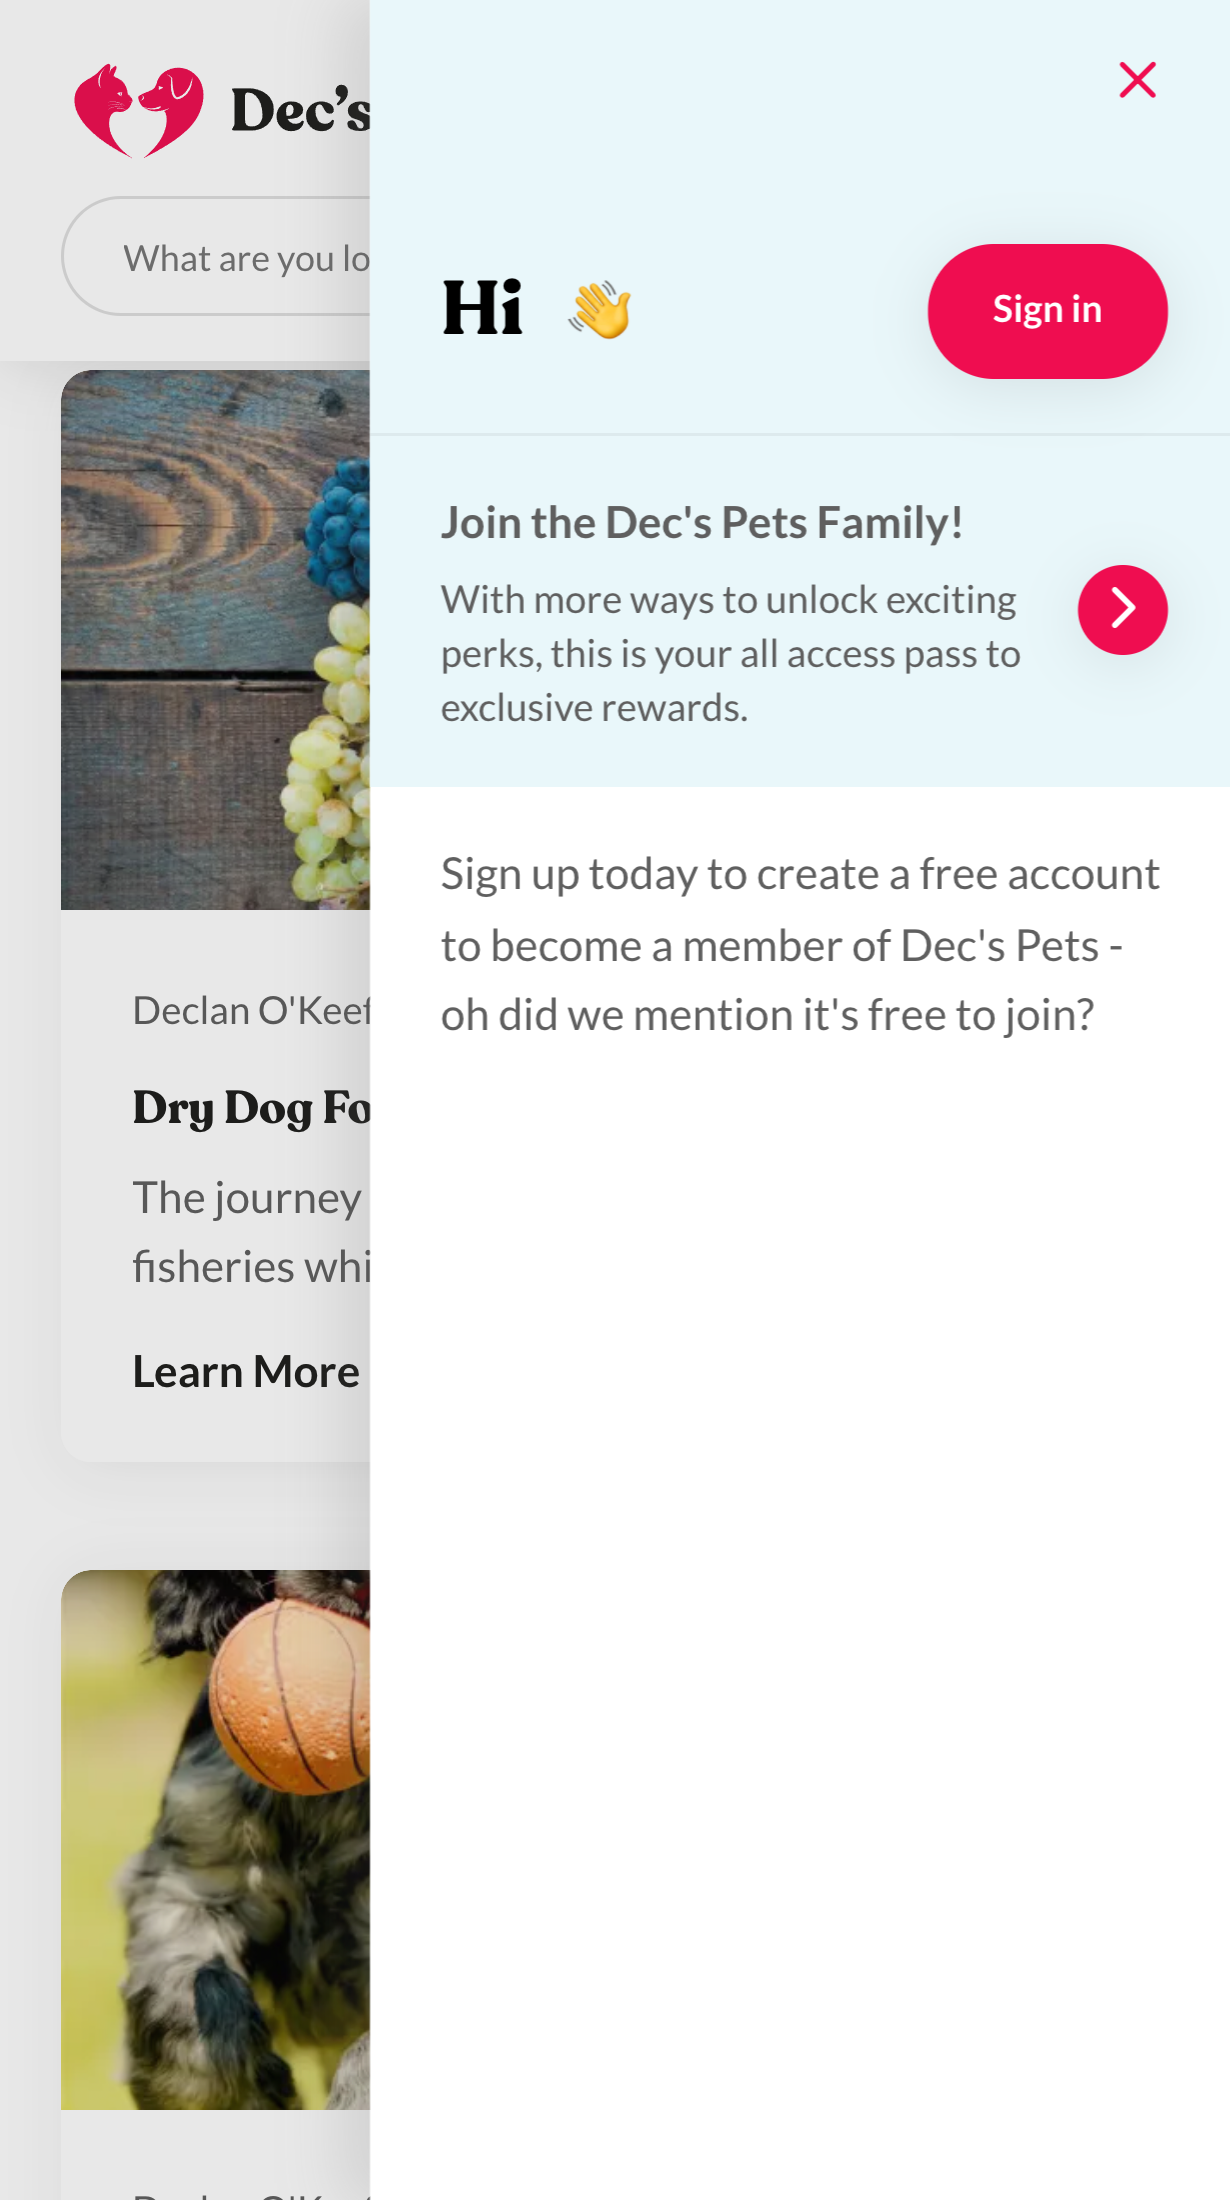 Dec's
What are you lo
Hi 👋
Sign in
Join the Dec's Pets Family!
With more ways to unlock exciting
perks, this is your all access pass to
exclusive rewards.
Sign up today to create a free account
to become a member of Dec's Pets -
oh did we mention it's free to join?
Declan O'Keef
Dry Dog Fo
The journey
fisheries whi
Learn More